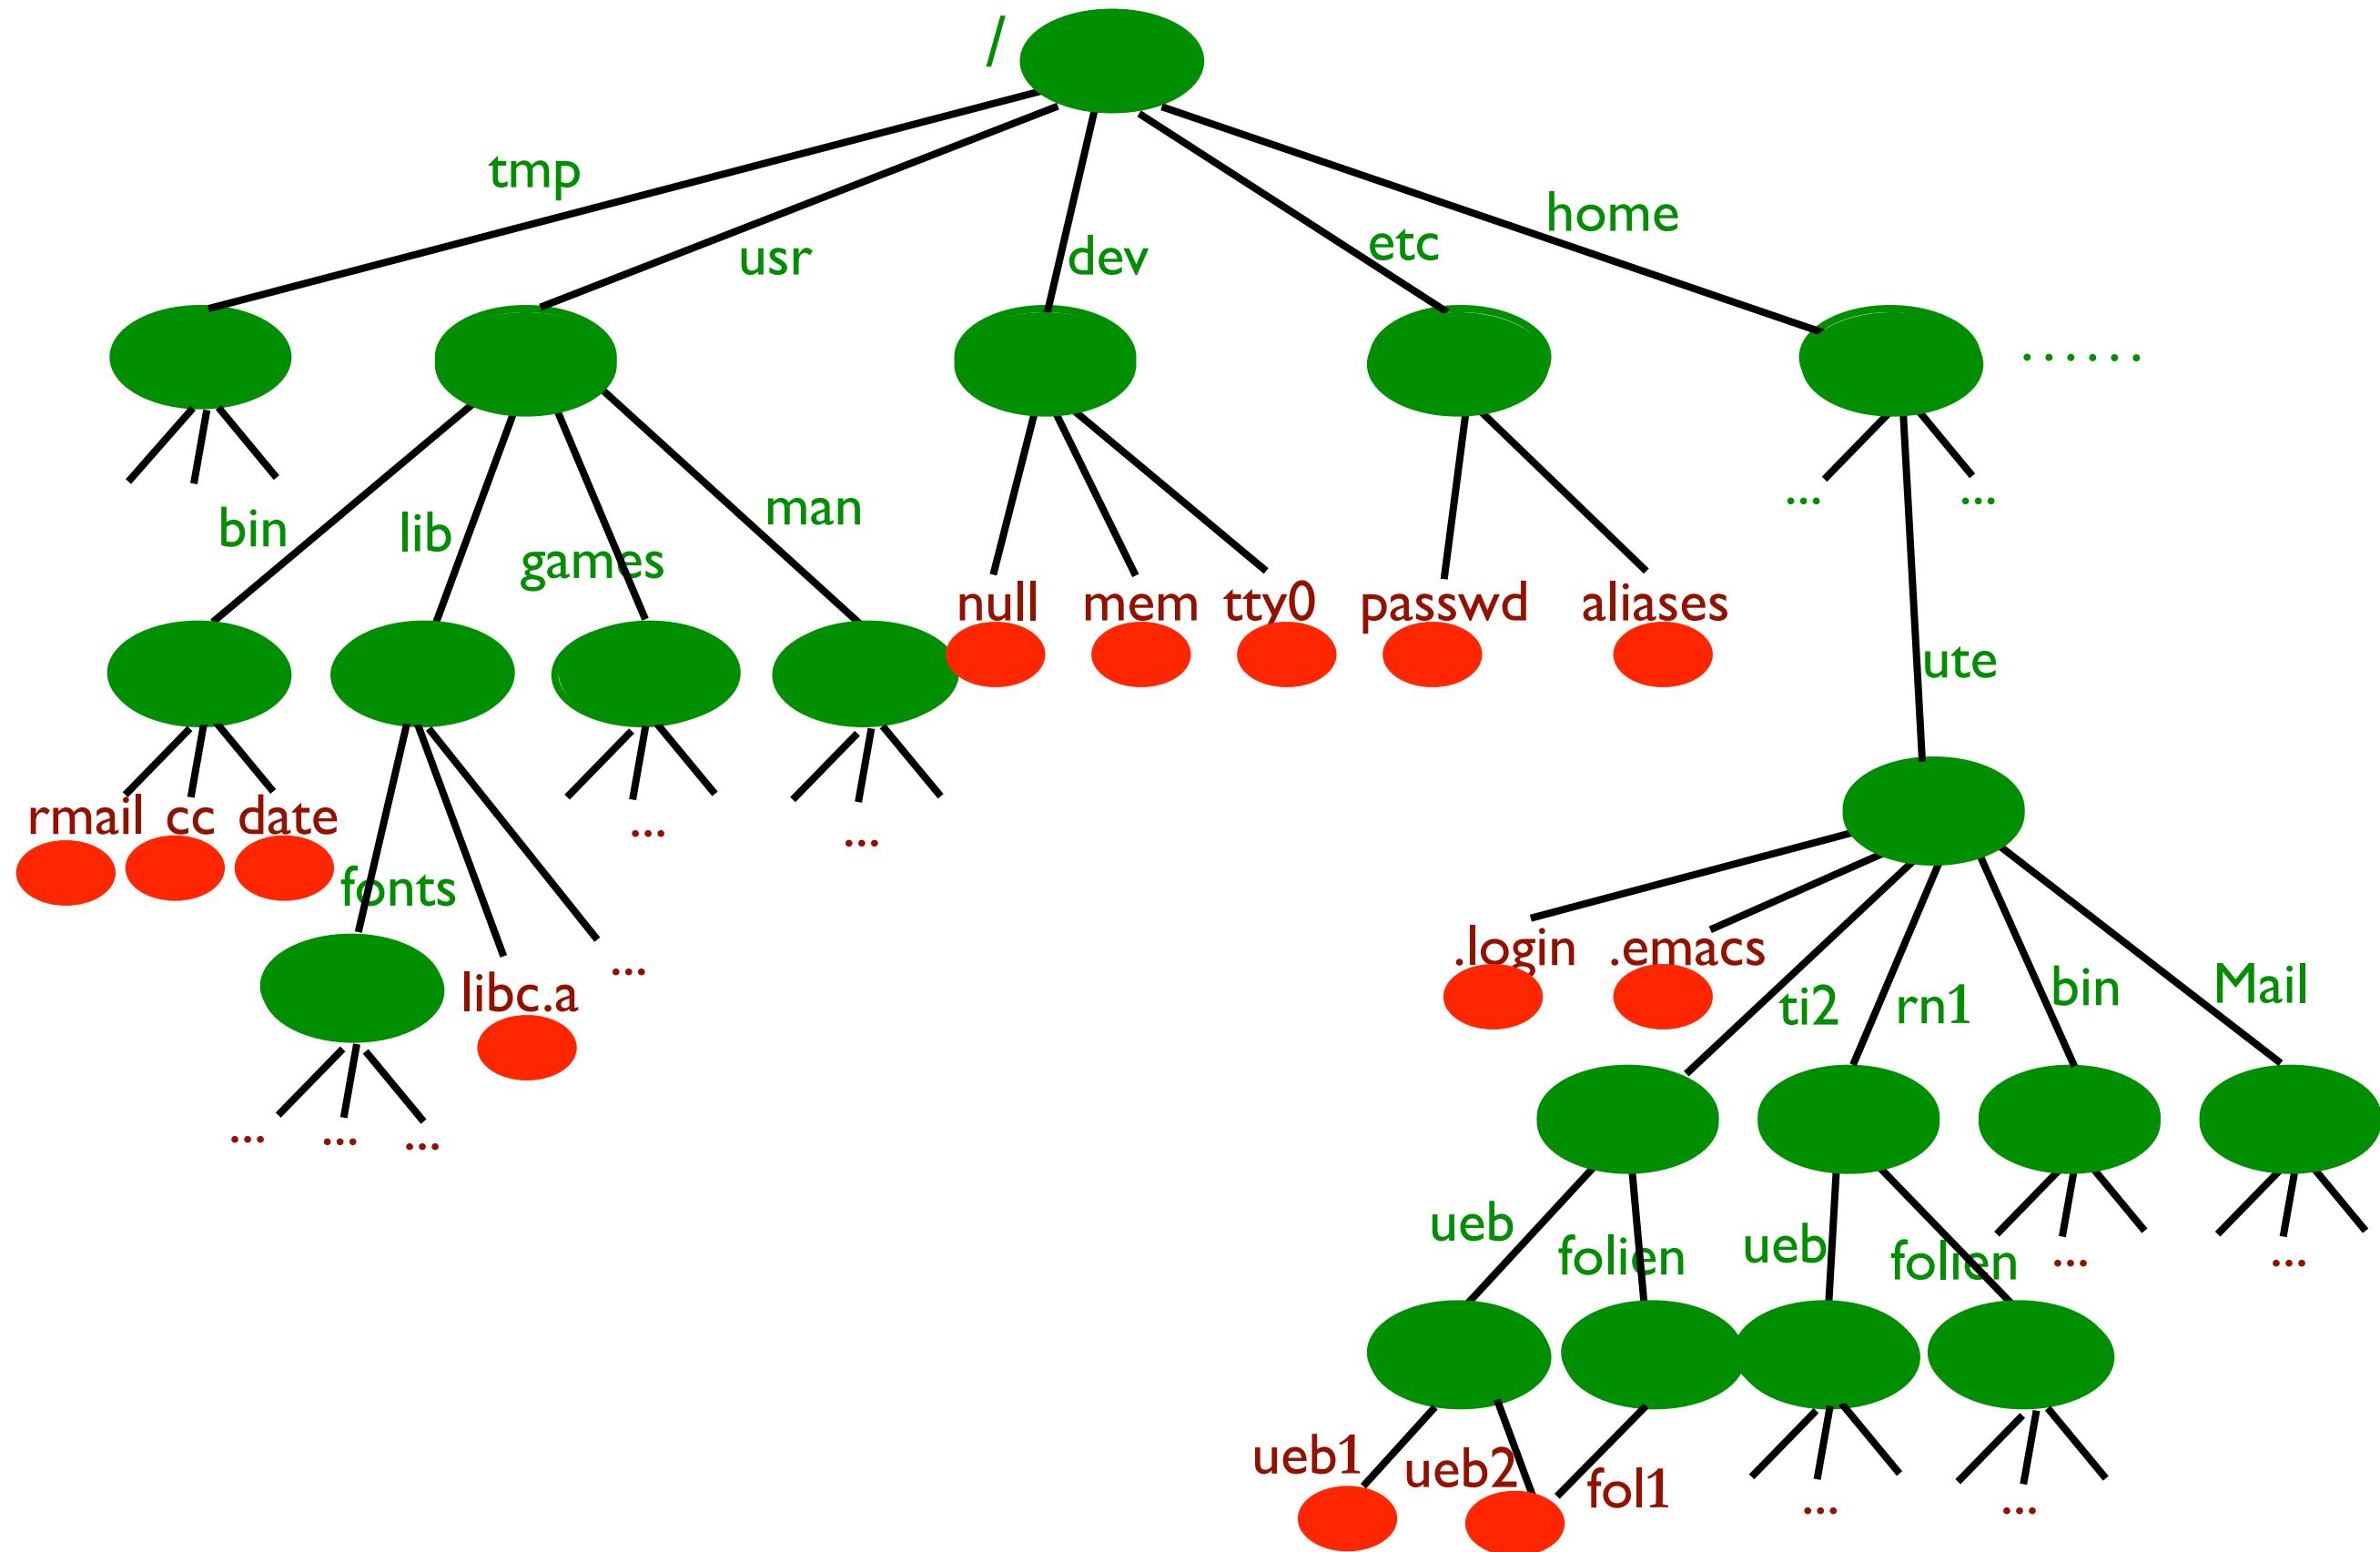 /
tmp
usr
dev
etc
home
......
bin
lib
games
man
...
...
null
mem
tty0
passwd
aliases
ute
rmail
cc
date
...
...
fonts
libc.a
...
.login
.emacs
ti2
rn1
bin
Mail
...
...
...
ueb
folien
ueb
folien
...
...
ueb1
ueb2
fol1
...
...